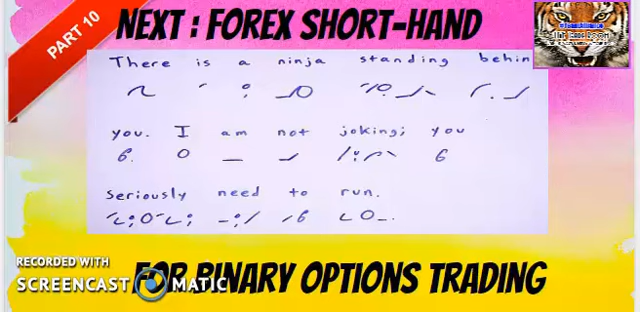 PART 10
NEXT : FOREX SHORT-HAND
There is a ninja standing behin
you. I am not joking; you
seriously need to run.
RECORDED WITH
SCREENCAST MATIC
FOR BINARY OPTIONS TRADING